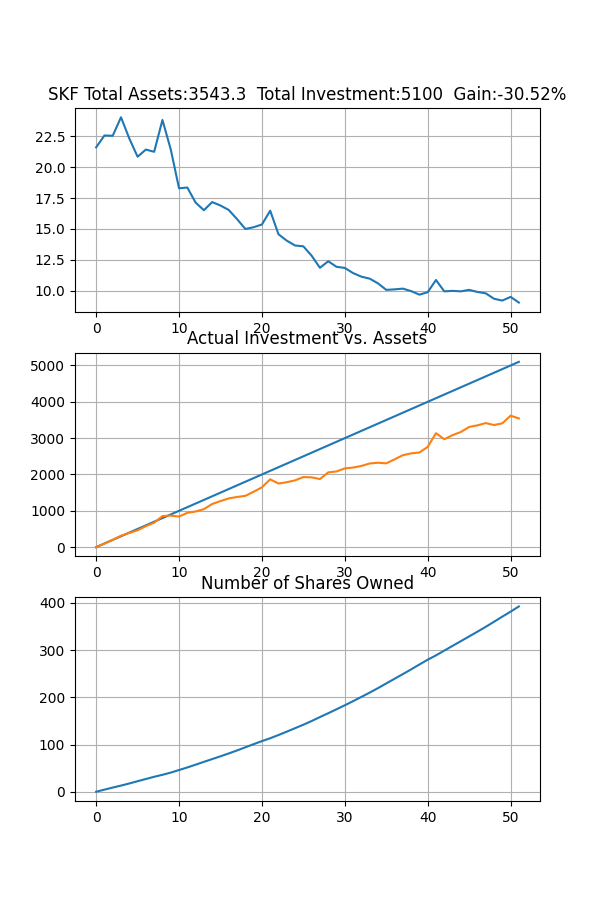 SKF Total Assets:3543.3  Total Investment:5100  Gain:-30.52%
22.5
20.0
17.5
15.0
12.5
10.0
0 10 20 30 40 50
Actual Investment vs. Assets
5000
4000
3000
2000
1000
0
0 10 20 30 40 50
Number of Shares Owned
400
300
200
100
0
0 10 20 30 40 50